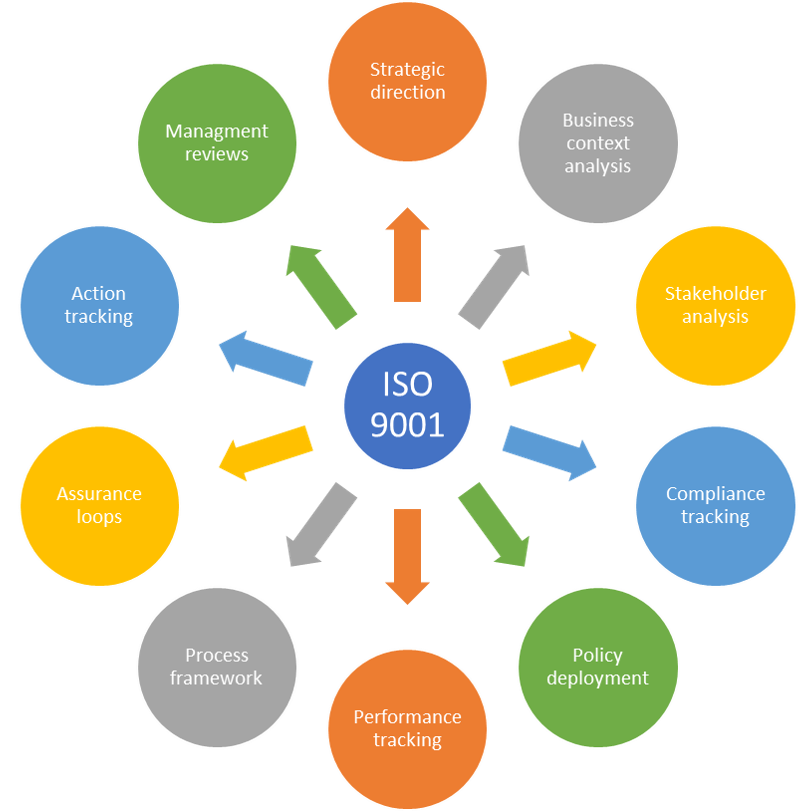 Strategic
direction
Business
context
analysis
Stakeholder
analysis
Compliance
tracking
Policy
deployment
Performance
tracking
Process
framework
Assurance
loops
Action
tracking
Managment
reviews
ISO
9001